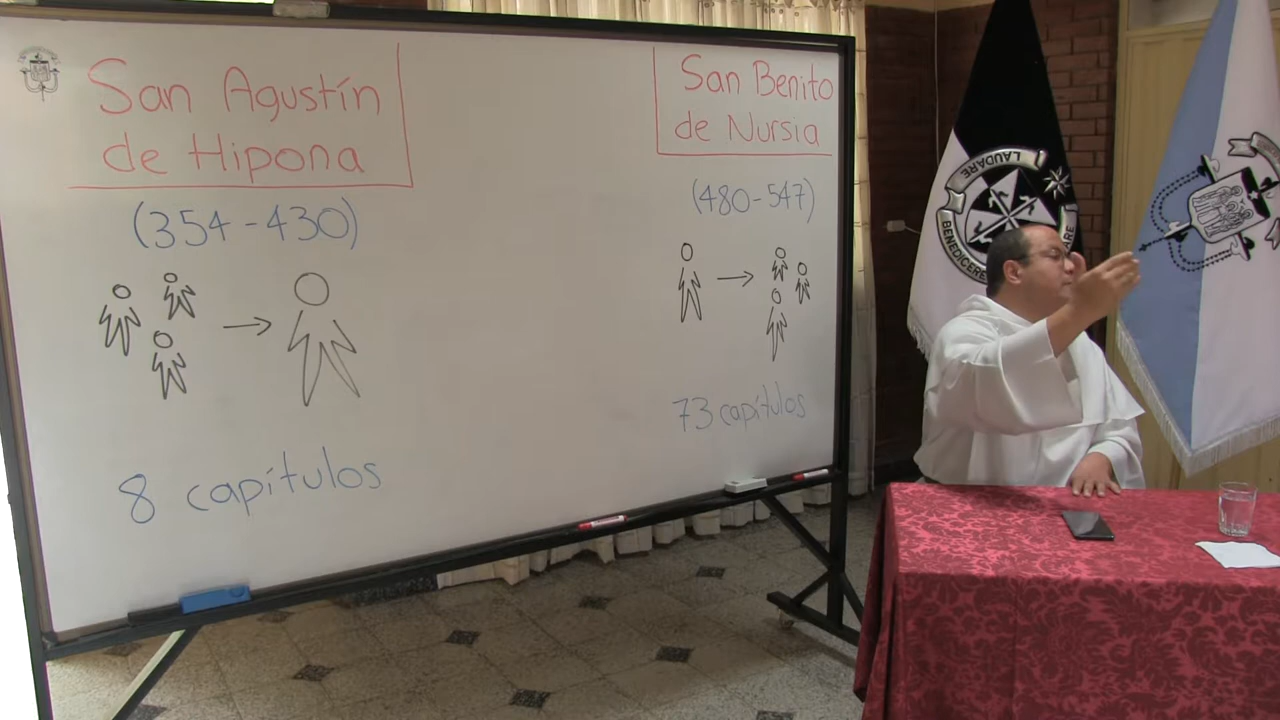 San Agustín
de Hipona
(354-430)
8 capítulos
San Benito
de Nursia
(480-547)
73 capítulos
LAUDARE
BENEDICERE